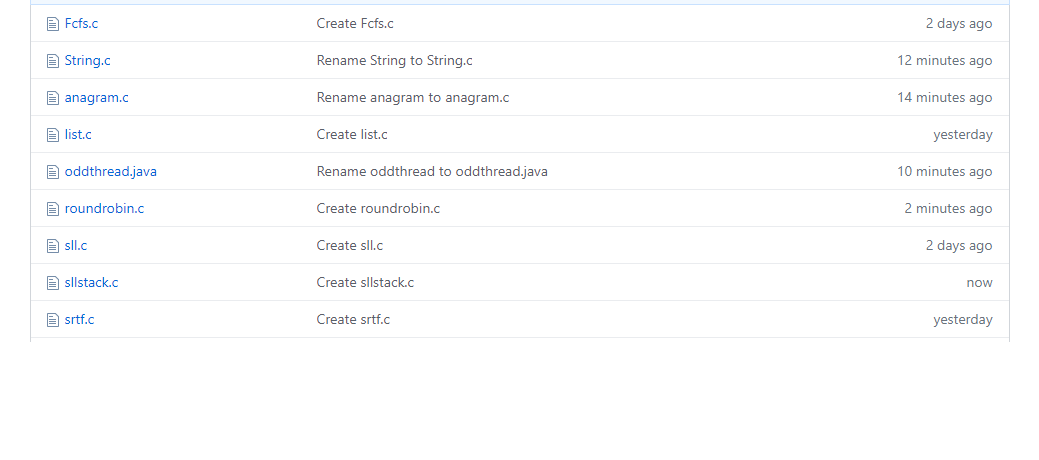 Fcfs.c Create Fcfs.c 2 days ago
String.c Rename String to String.c 12 minutes ago
anagram.c Rename anagram to anagram.c 14 minutes ago
list.c Create list.c yesterday
oddthread.java Rename oddthread to oddthread.java 10 minutes ago
roundrobin.c Create roundrobin.c 2 minutes ago
sll.c Create sll.c 2 days ago
sllstack.c Create sllstack.c now
srtf.c Create srtf.c yesterday